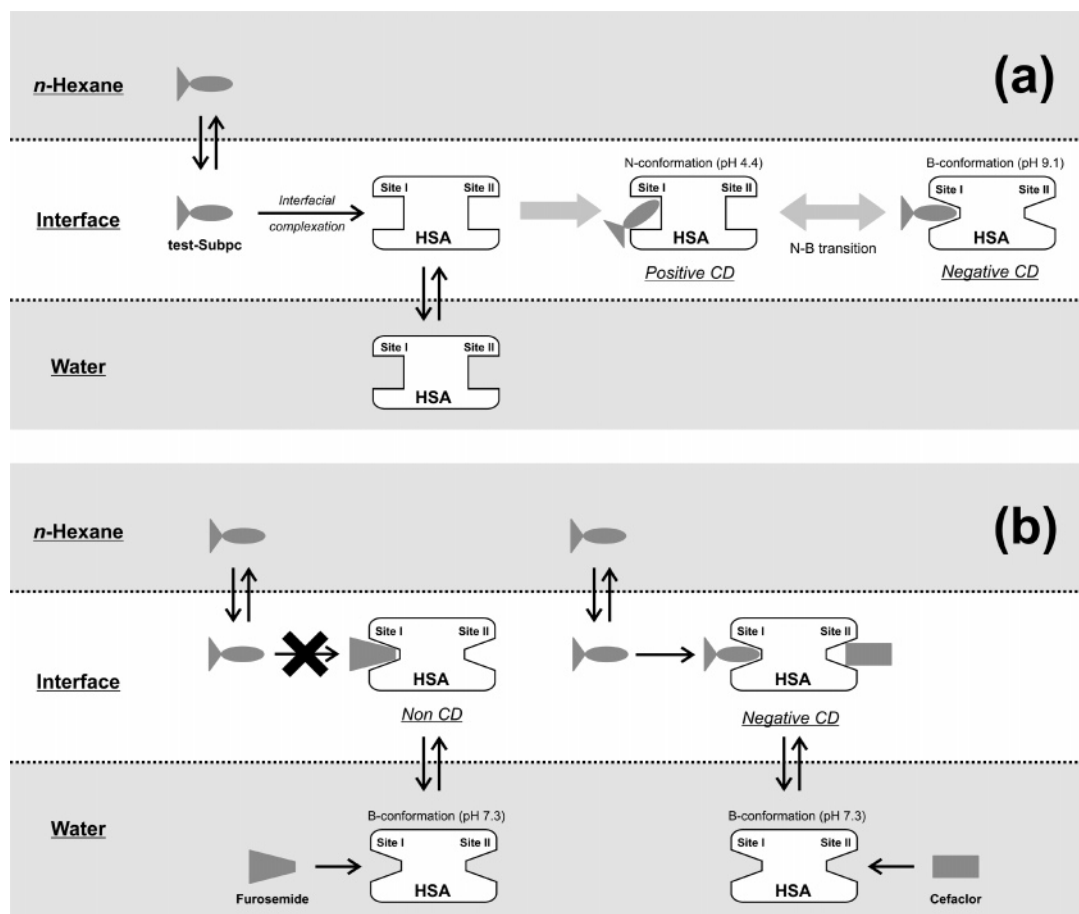 (a)
n-Hexane
N-conformation (pH 4.4)
B-conformation (pH 9.1)
Site I
Site II
Site I
Site II
Site I
Site II
Interfacial
complexation
Interface
test-Subpc
HSA
HSA
HSA
N-B transition
Positive CD
Negative CD
Site I
Site II
Water
HSA
(b)
n-Hexane
Site I
Site II
Site I
Site II
Interface
HSA
HSA
Non CD
Negative CD
B-conformation (pH 7.3)
B-conformation (pH 7.3)
Water
Site I
Site II
Site I
Site II
HSA
HSA
Furosemide
Cefaclor